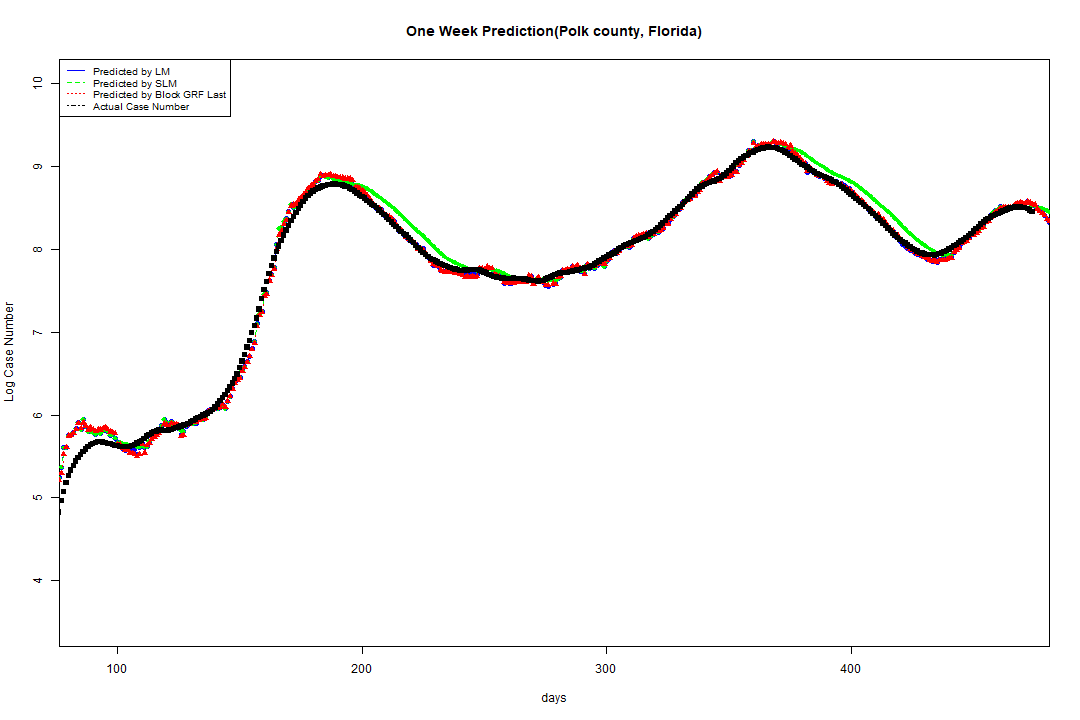 One Week Prediction(Polk county, Florida)
Predicted by LM
Predicted by SLM
Predicted by Block GRF Last
Actual Case Number
10
9
8
7
6
5
4
Log Case Number
100 200 300 400
days